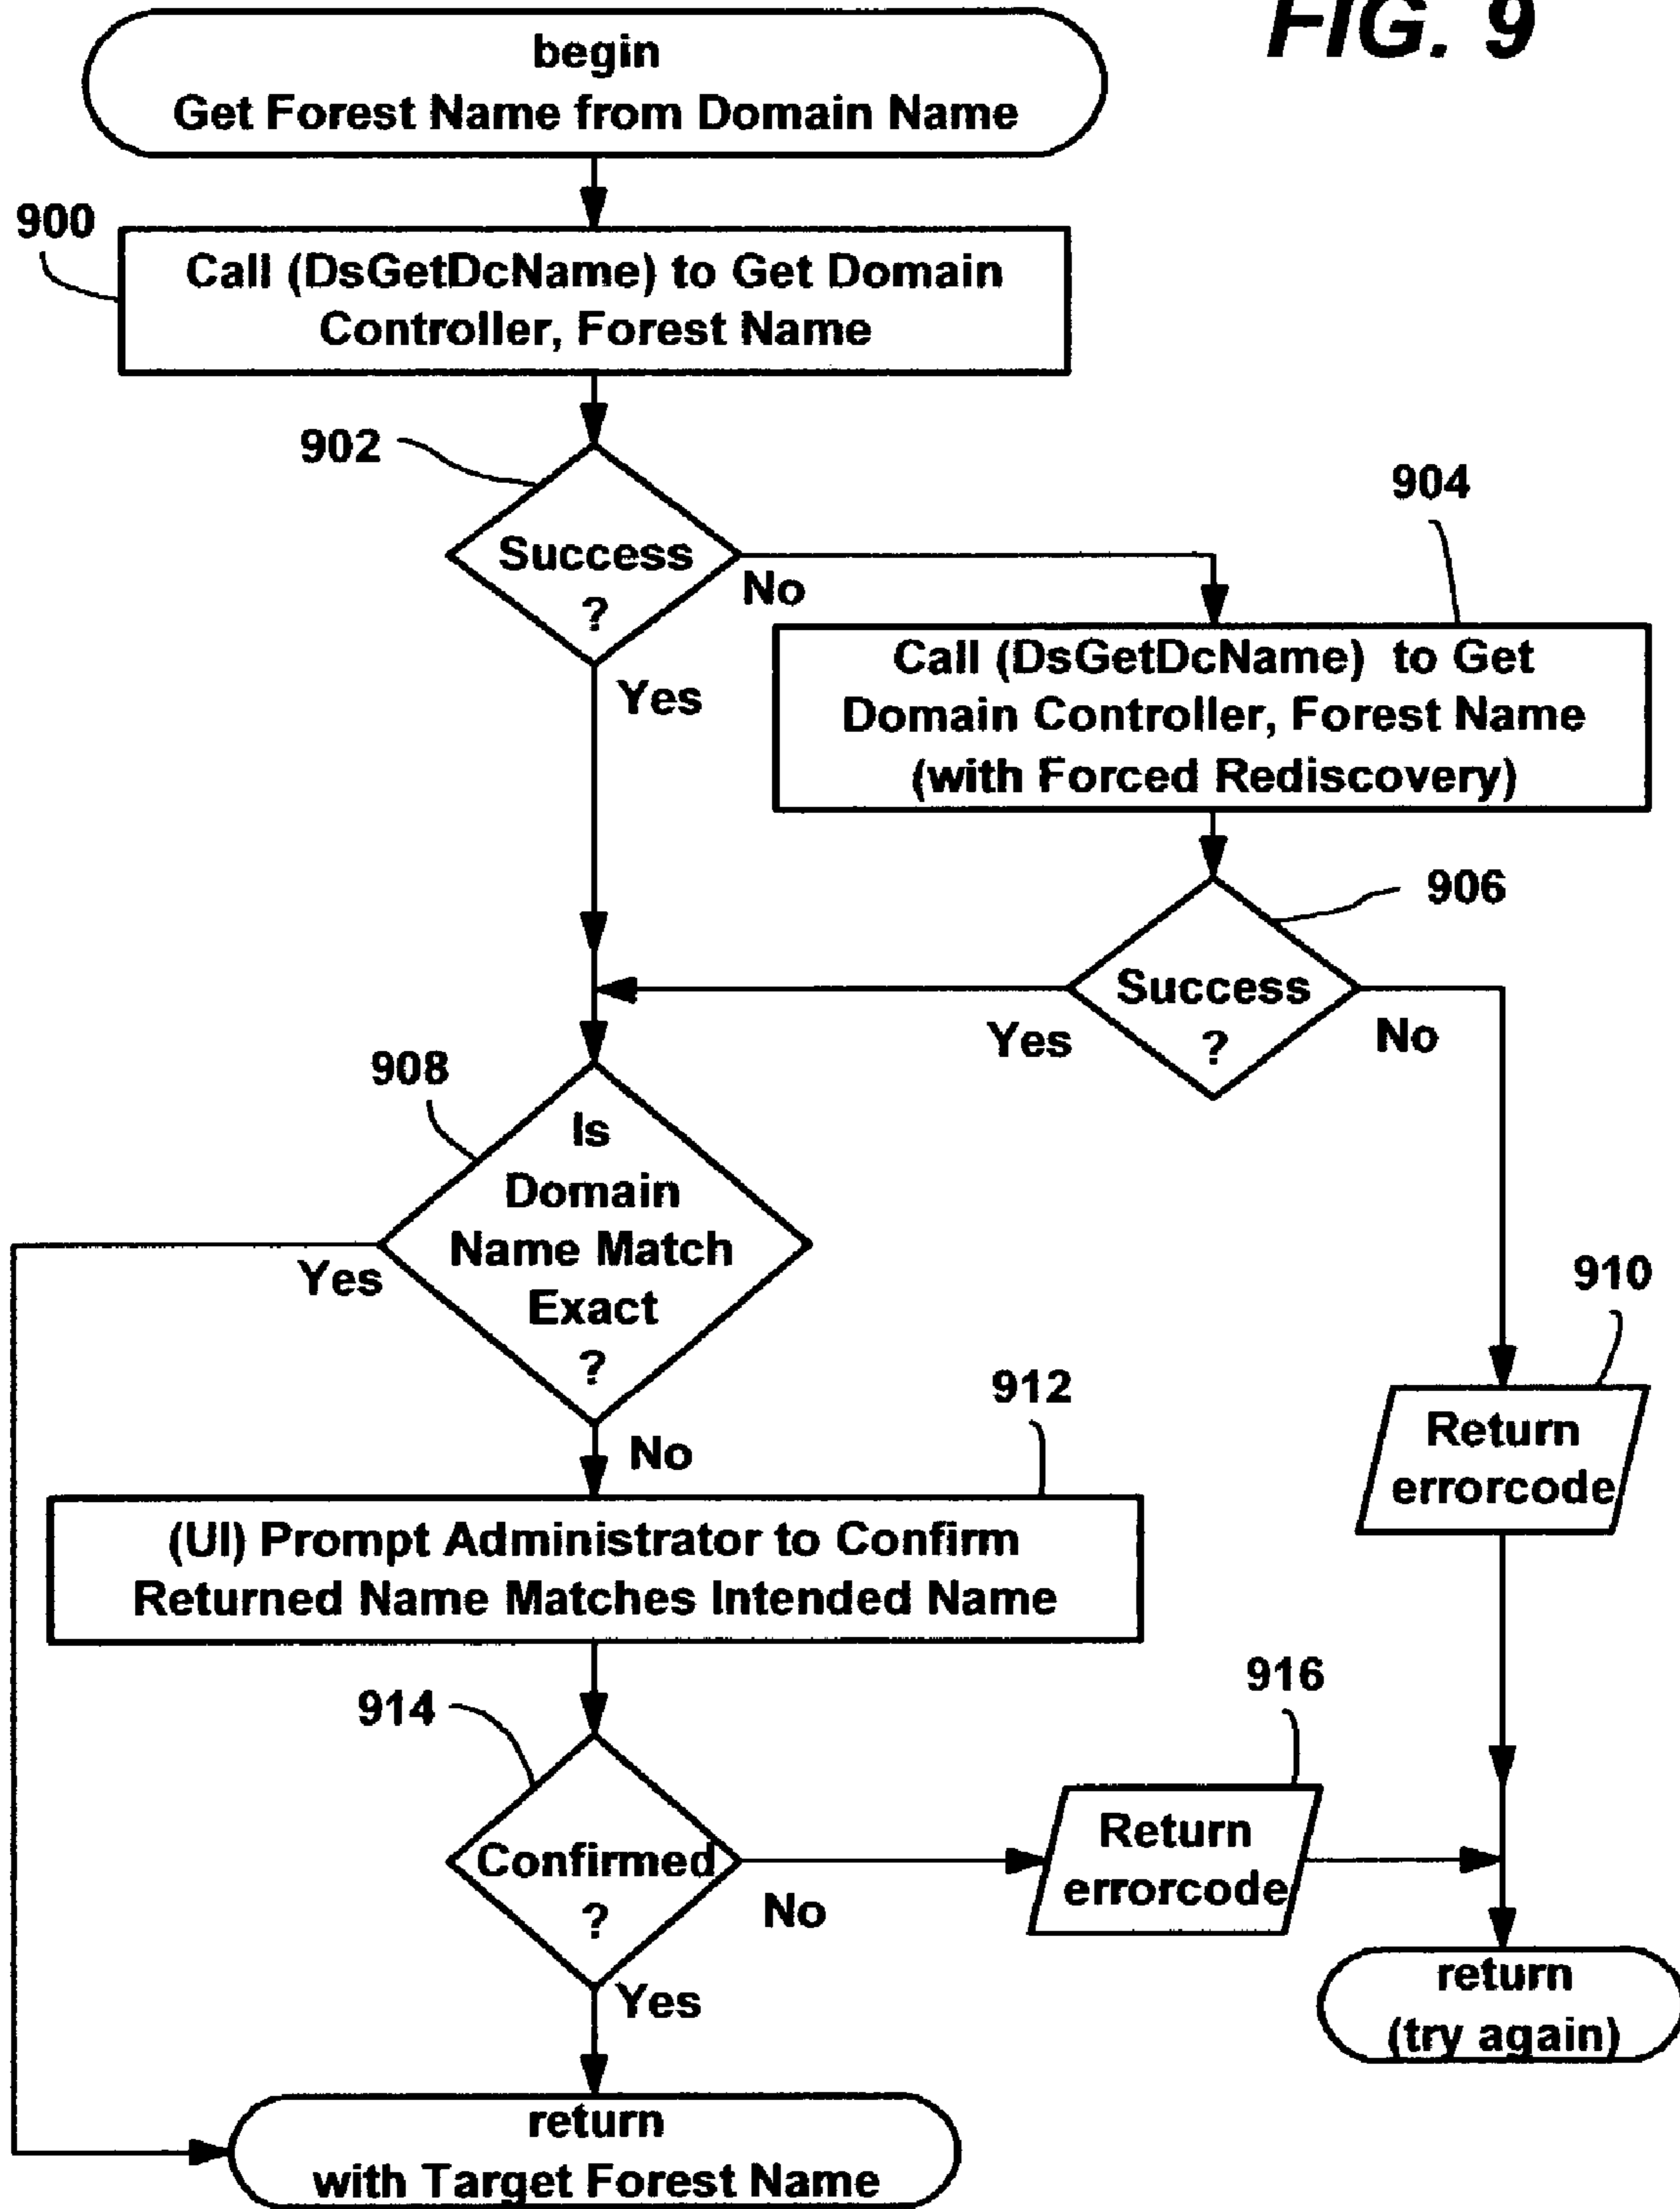 FIG. 9
begin
Get Forest Name from Domain Name
900
Call (DsGetDcName) to Get Domain
Controller, Forest Name
902
Success
?
No
Yes
904
Call (DsGetDcName) to Get
Domain Controller, Forest Name
(with Forced Rediscovery)
906
Success
?
Yes
No
908
Is
Domain
Name Match
Exact
?
Yes
No
910
Return
errorcode
912
(UI) Prompt Administrator to Confirm
Returned Name Matches Intended Name
914
Confirmed
?
No
Yes
916
Return
errorcode
return
(try again)
return
with Target Forest Name